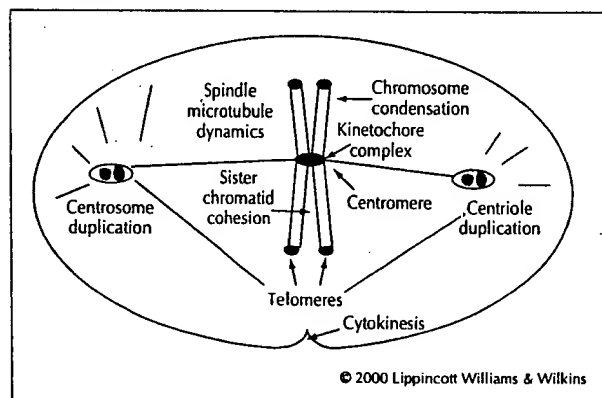 Spindle
microtubule
dynamics
Chromosome
condensation
Kinetochore
complex
Sister
chromatid
cohesion
Centromere
Centrosome
duplication
Centriole
duplication
Telomeres
Cytokinesis
© 2000 Lippincott Williams & Wilkins